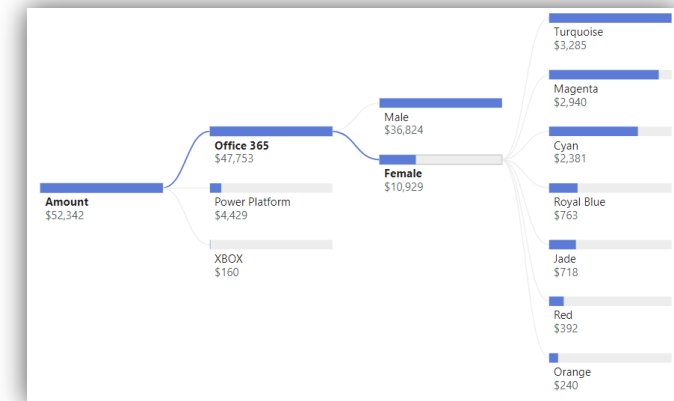 Amount
$52,342
Office 365
$47,753
Power Platform
$4,429
XBOX
$160
Male
$36,824
Female
$10,929
Turquoise
$3,285
Magenta
$2,940
Cyan
$2,381
Royal Blue
$763
Jade
$718
Red
$392
Orange
$240